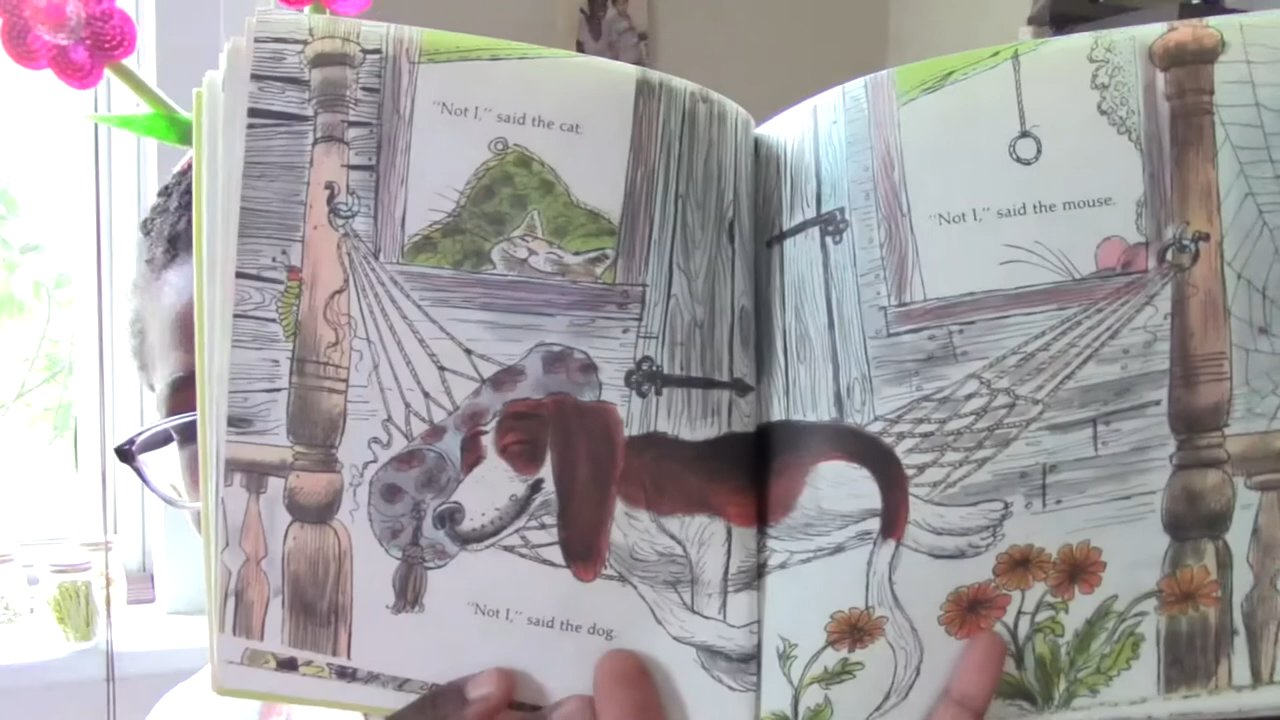 "Not I," said the cat.
"Not I," said the dog.
"Not I," said the mouse.